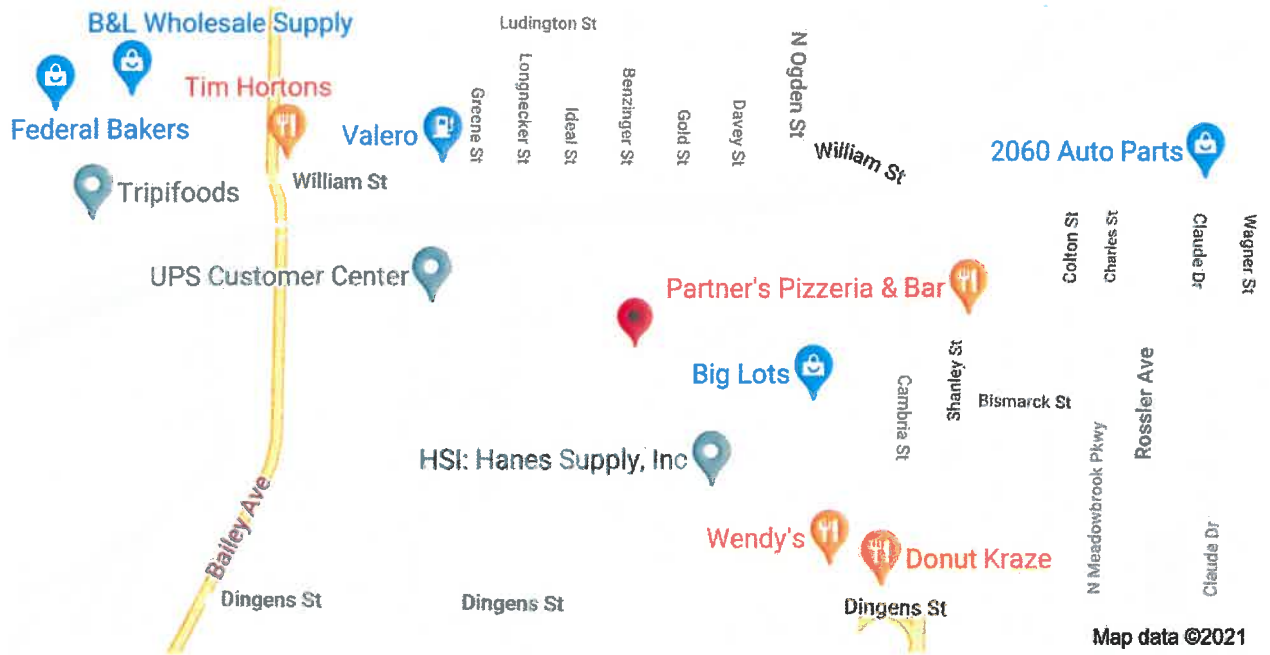 B&L Wholesale Supply
Ludington St
Tim Hortons
Federal Bakers
Valero
Greene St
Longnecker St
Ideal St
Benzinger St
Gold St
Davey St
N Ogden St
William St
2060 Auto Parts
Tripifoods
William St
UPS Customer Center
Partner's Pizzeria & Bar
Colton St
Charles St
Claude Dr
Wagner St
Big Lots
Cambria St
Shanley St
Bismarck St
Rossler Ave
HSI: Hanes Supply, Inc
N Meadowbrook Pkwy
Bailey Ave
Wendy's
Donut Kraze
Claude Dr
Dingens St
Dingens St
Dingens St
Map data ©2021